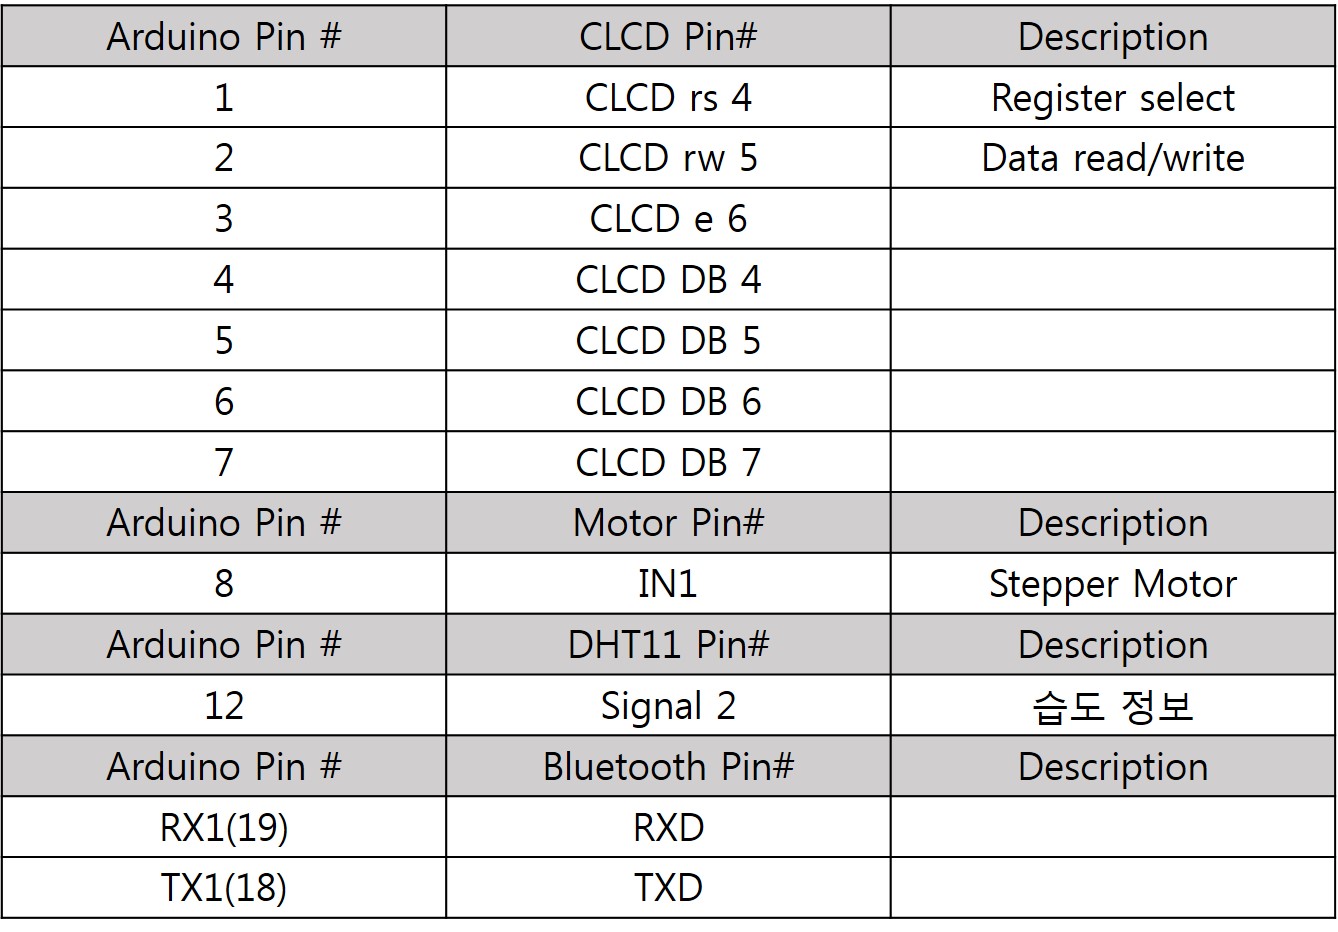 Arduino Pin # CLCD Pin# Description
1 CLCD rs 4 Register select
2 CLCD rw 5 Data read/write
3 CLCD e 6
4 CLCD DB 4
5 CLCD DB 5
6 CLCD DB 6
7 CLCD DB 7
Arduino Pin # Motor Pin# Description
8 IN1 Stepper Motor
Arduino Pin # DHT11 Pin# Description
12 Signal 2 습도 정보
Arduino Pin # Bluetooth Pin# Description
RX1(19) RXD
TX1(18) TXD